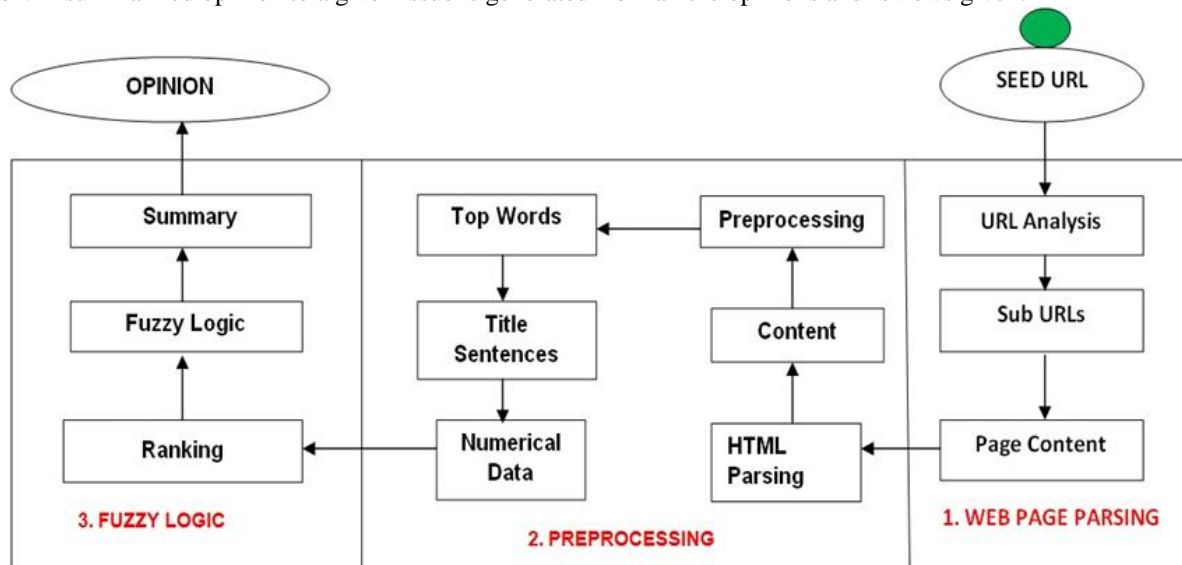 OPINION
SEED URL
Summary
Top Words
Preprocessing
URL Analysis
Fuzzy Logic
Title
Sentences
Content
Sub URLs
Ranking
Numerical
Data
HTML
Parsing
Page Content
3. FUZZY LOGIC
2. PREPROCESSING
1. WEB PAGE PARSING